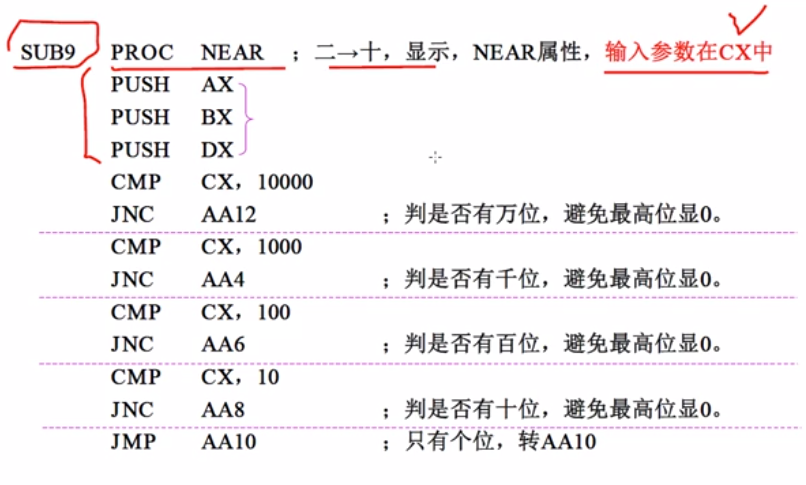 SUB9 PROC NEAR ;二→十，显示，NEAR属性，输入参数在CX中
PUSH AX
PUSH BX
PUSH DX
CMP CX，10000
JNC AA12 ;判是否有万位，避免最高位显0。
CMP CX，1000
JNC AA4 ;判是否有千位，避免最高位显0。
CMP CX，100
JNC AA6 ;判是否有百位，避免最高位显0。
CMP CX，10
JNC AA8 ;判是否有十位，避免最高位显0。
JMP AA10 ;只有个位，转AA10